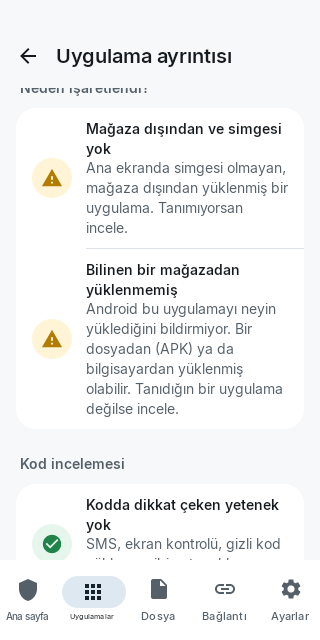 Uygulama ayrıntısı
Neden işaretlendi?
Mağaza dışından ve simgesi
yok
Ana ekranda simgesi olmayan,
mağaza dışından yüklenmiş bir
uygulama. Tanımıyorsan
incele.
Bilinen bir mağazadan
yüklenmemiş
Android bu uygulamayı neyin
yüklediğini bildirmiyor. Bir
dosyadan (APK) ya da
bilgisayardan yüklenmiş
olabilir. Tanıdığın bir uygulama
değilse incele.
Kod incelemesi
Kodda dikkat çeken yetenek
yok
SMS, ekran kontrolü, gizli kod
Ana sayfa
Uygulamalar
Dosya
Bağlantı
Ayarlar